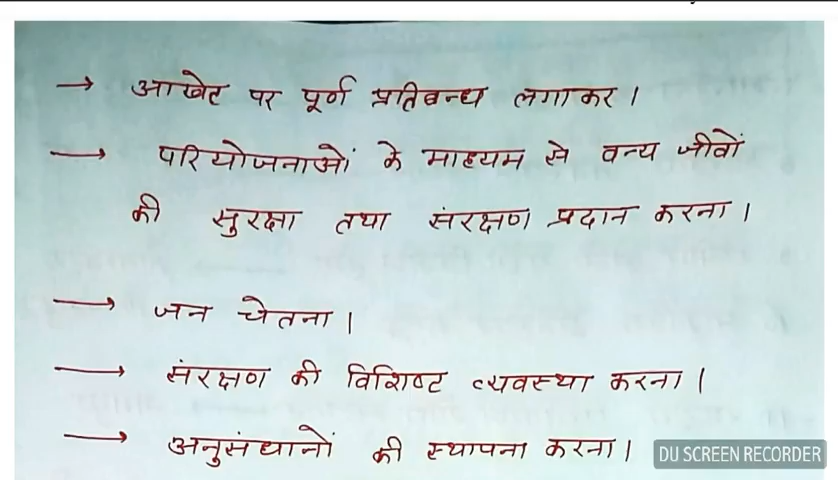 → आखेट पर पूर्ण प्रतिबन्ध लगाकर।
→ परियोजनाओं के माध्यम से वन्य जीवों
की सुरक्षा तथा संरक्षण प्रदान करना।
→ जन चेतना।
→ संरक्षण की विशिष्ट व्यवस्था करना।
→ अनुसंधानों की स्थापना करना।
DU SCREEN RECORDER